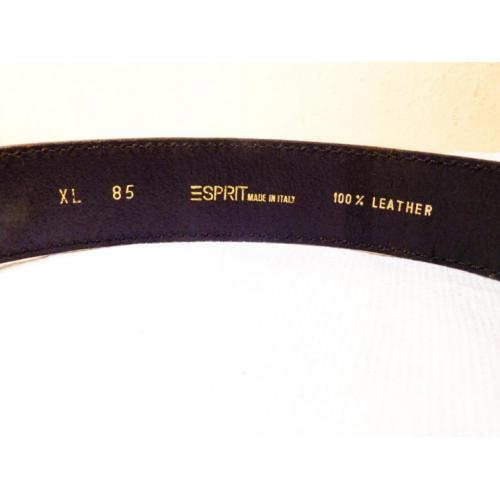 XL 85 ESPRIT MADE IN ITALY 100% LEATHER